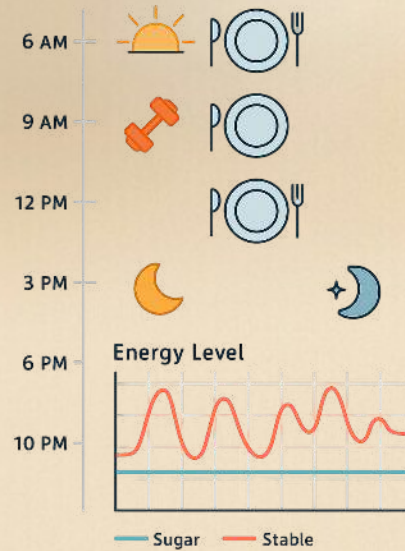 6 AM
9 AM
12 PM
3 PM
6 PM
Energy Level
10 PM
Sugar
Stable